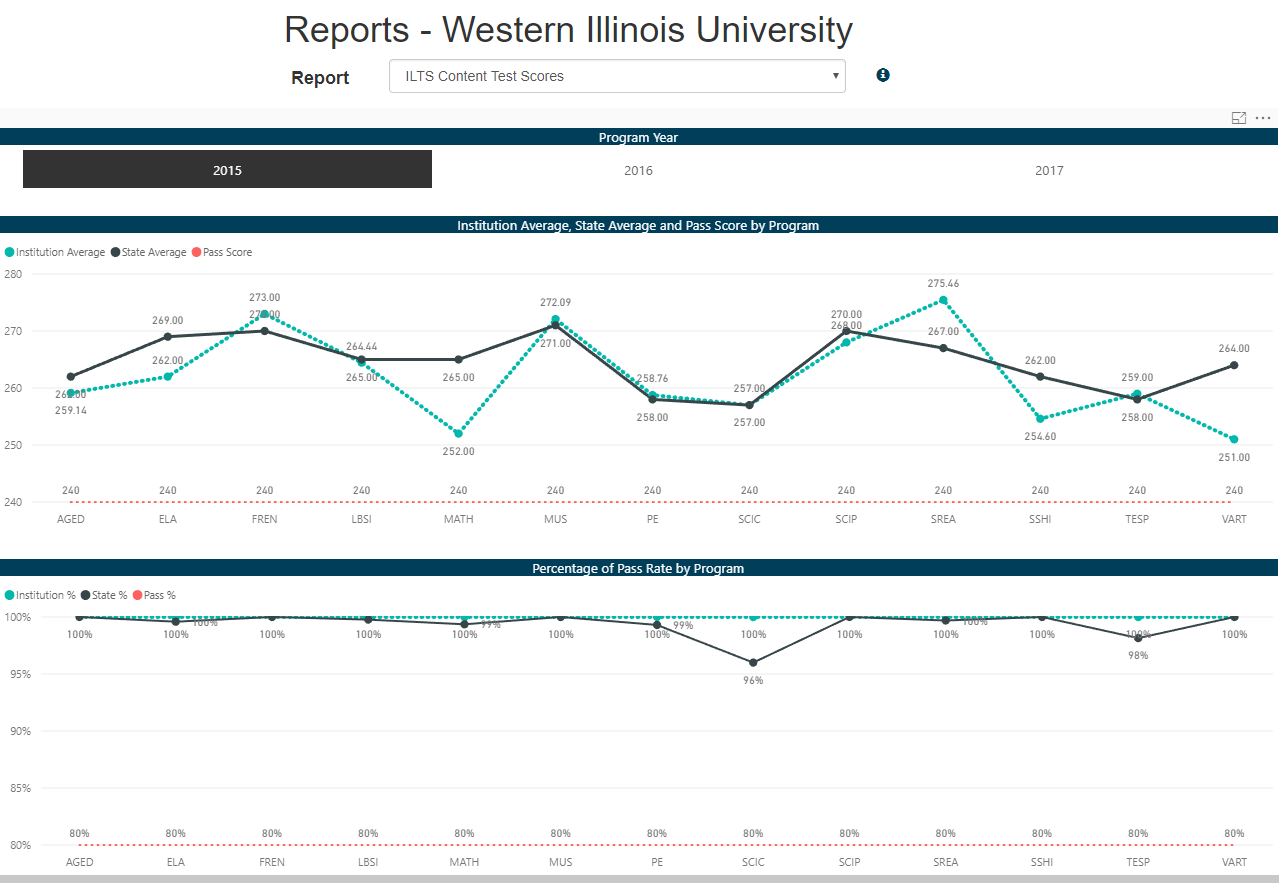 Reports - Western Illinois University
Report ILTS Content Test Scores
Program Year
2015 2016 2017
Institution Average, State Average and Pass Score by Program
Institution Average State Average Pass Score
280
273.00 272.09 275.46
269.00 270.00
270
264.44 267.00 264.00
262.00 265.00 265.00 271.00 258.76 257.00 268.00 262.00 259.00
260
259.14 258.00 257.00 258.00
254.60
250
252.00 251.00
240 240 240 240 240 240 240 240 240 240 240 240 240
240
AGED ELA FREN LBSI MATH MUS PE SCIC SCIP SREA SSHI TESP VART
Percentage of Pass Rate by Program
Institution % State % Pass %
100%
100% 99% 99% 100%
100% 100% 100% 100% 100% 100% 100% 100% 100% 100% 100% 100% 100%
98%
95%
96%
90%
85%
80% 80% 80% 80% 80% 80% 80% 80% 80% 80% 80% 80% 80%
80%
AGED ELA FREN LBSI MATH MUS PE SCIC SCIP SREA SSHI TESP VART